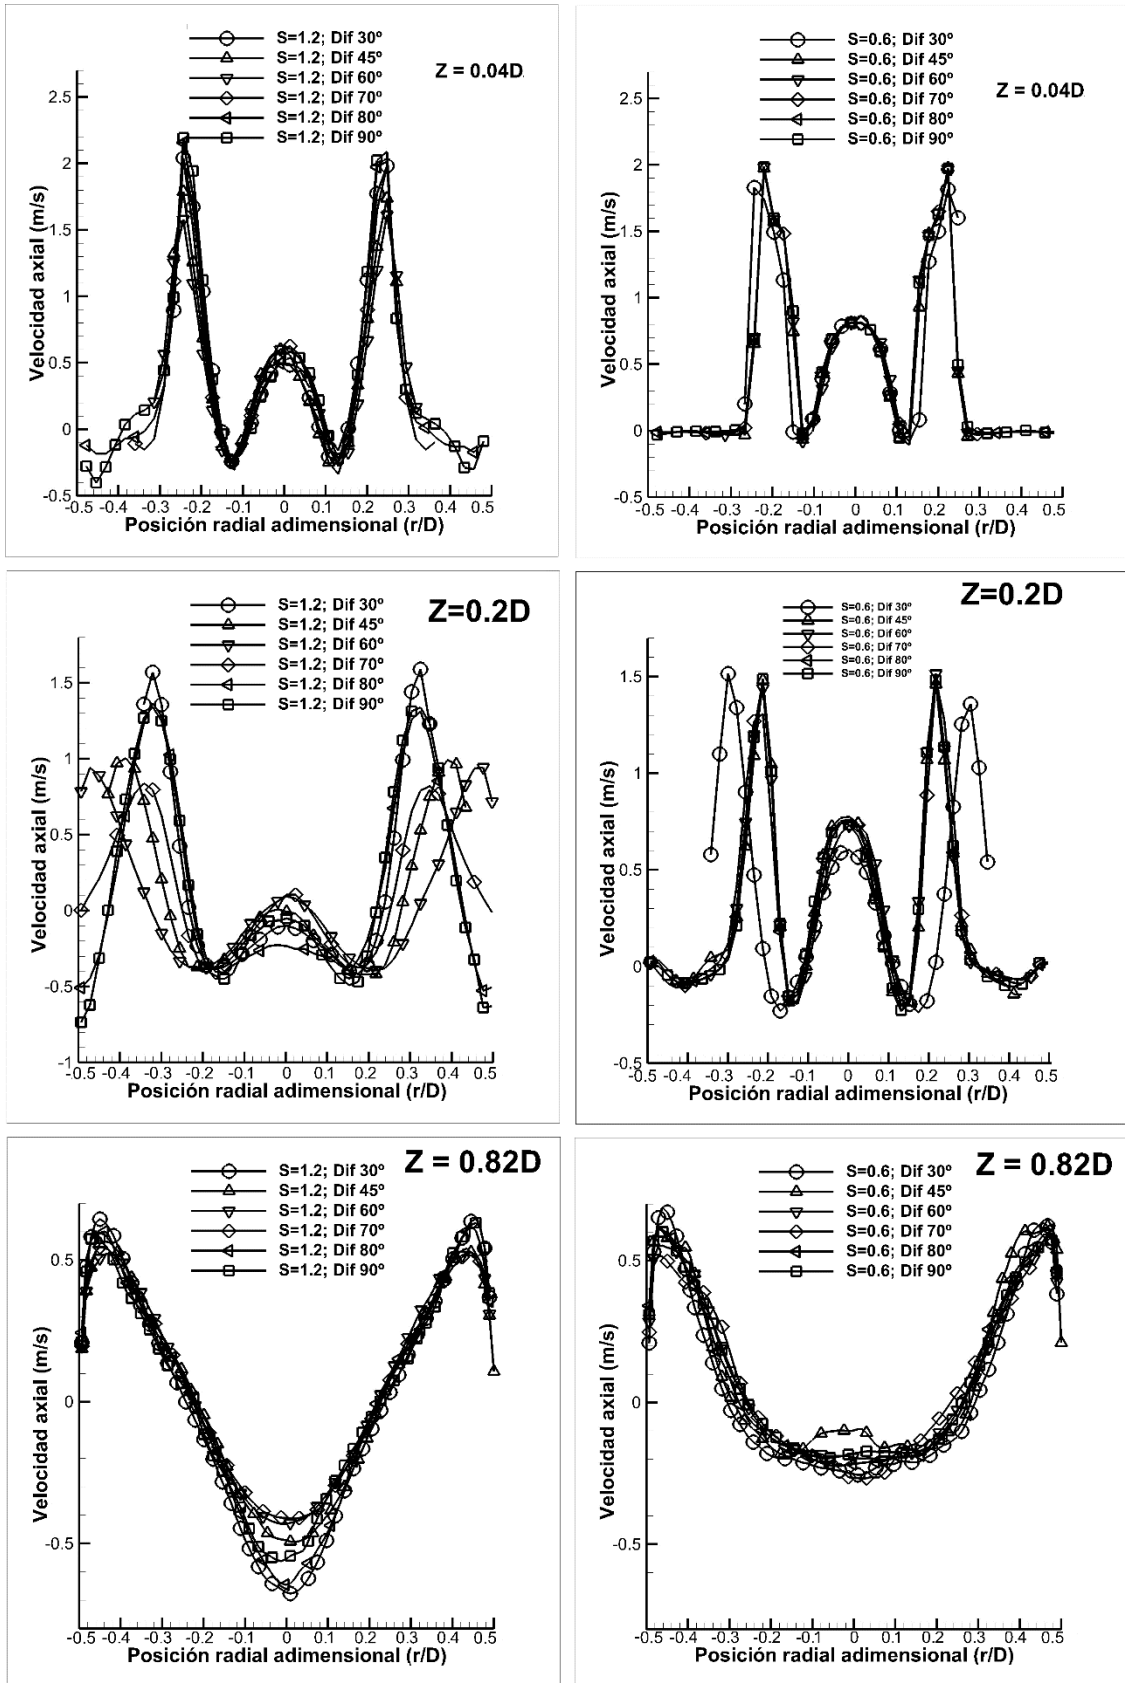 S=1.2; Dif 30º
S=1.2; Dif 45º
S=1.2; Dif 60º
S=1.2; Dif 70º
S=1.2; Dif 80º
S=1.2; Dif 90º
Z = 0.04D
Velocidad axial (m/s)
2.5
2
1.5
1
0.5
0
-0.5
-0.5 -0.4 -0.3 -0.2 -0.1 0 0.1 0.2 0.3 0.4 0.5
Posición radial adimensional (r/D)
S=0.6; Dif 30º
S=0.6; Dif 45º
S=0.6; Dif 60º
S=0.6; Dif 70º
S=0.6; Dif 80º
S=0.6; Dif 90º
Z = 0.04D
Velocidad axial (m/s)
2.5
2
1.5
1
0.5
0
-0.5
-0.5 -0.4 -0.3 -0.2 -0.1 0 0.1 0.2 0.3 0.4 0.5
Posición radial adimensional (r/D)
S=1.2; Dif 30º
S=1.2; Dif 45º
S=1.2; Dif 60º
S=1.2; Dif 70º
S=1.2; Dif 80º
S=1.2; Dif 90º
Z=0.2D
Velocidad axial (m/s)
1.5
1
0.5
0
-0.5
-1
-0.5 -0.4 -0.3 -0.2 -0.1 0 0.1 0.2 0.3 0.4 0.5
Posición radial adimensional (r/D)
S=0.6; Dif 30º
S=0.6; Dif 45º
S=0.6; Dif 60º
S=0.6; Dif 70º
S=0.6; Dif 80º
S=0.6; Dif 90º
Z=0.2D
Velocidad axial (m/s)
1.5
1
0.5
0
-0.5
-0.5 -0.4 -0.3 -0.2 -0.1 0 0.1 0.2 0.3 0.4 0.5
Posición radial adimensional (r/D)
S=1.2; Dif 30º
S=1.2; Dif 45º
S=1.2; Dif 60º
S=1.2; Dif 70º
S=1.2; Dif 80º
S=1.2; Dif 90º
Z = 0.82D
Velocidad axial (m/s)
0.5
0
-0.5
-0.5 -0.4 -0.3 -0.2 -0.1 0 0.1 0.2 0.3 0.4 0.5
Posición radial adimensional (r/D)
S=0.6; Dif 30º
S=0.6; Dif 45º
S=0.6; Dif 60º
S=0.6; Dif 70º
S=0.6; Dif 80º
S=0.6; Dif 90º
Z = 0.82D
Velocidad axial (m/s)
0.5
0
-0.5
-0.5 -0.4 -0.3 -0.2 -0.1 0 0.1 0.2 0.3 0.4 0.5
Posición radial adimensional (r/D)